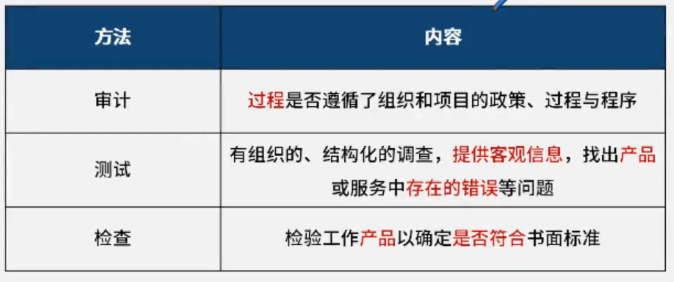 方法 内容
审计 过程是否遵循了组织和项目的政策、过程与程序
测试 有组织的、结构化的调查，提供客观信息，找出产品
或服务中存在的错误等问题
检查 检验工作产品以确定是否符合书面标准